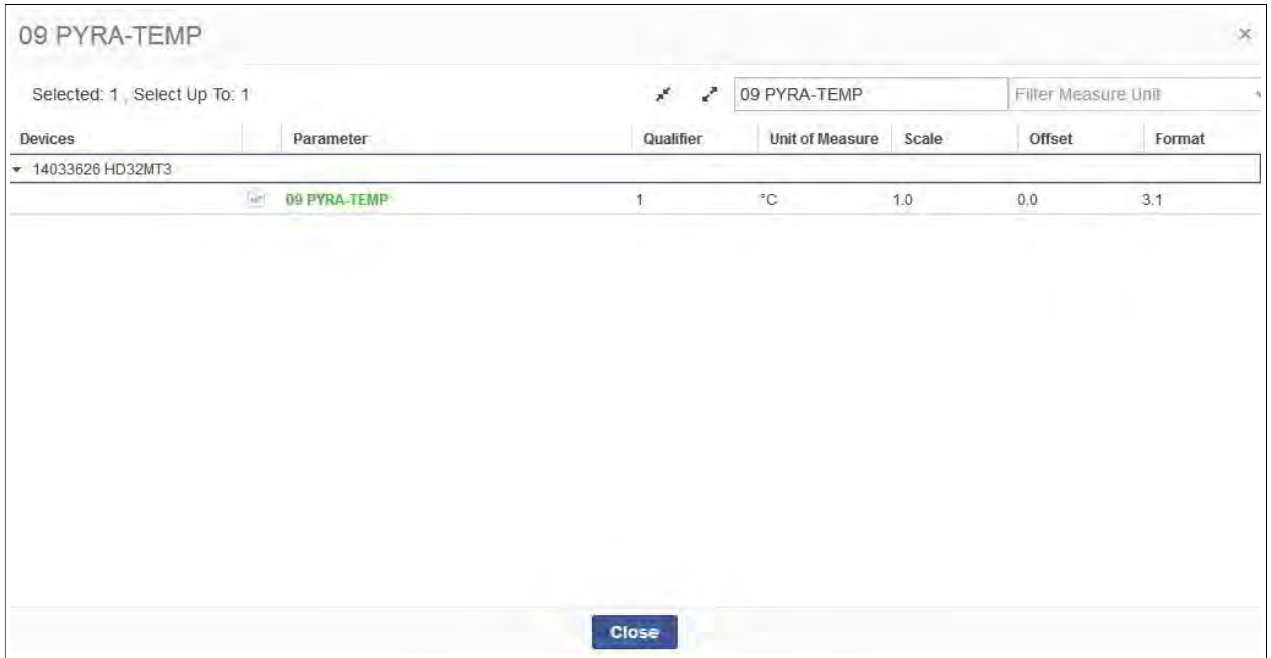 09 PYRA-TEMP ×
Selected: 1 , Select Up To: 1 09 PYRA-TEMP Filter Measure Unit
Devices Parameter Qualifier Unit of Measure Scale Offset Format
14033626 HD32MT3
09 PYRA-TEMP 1 °C 1.0 0.0 3.1
Close